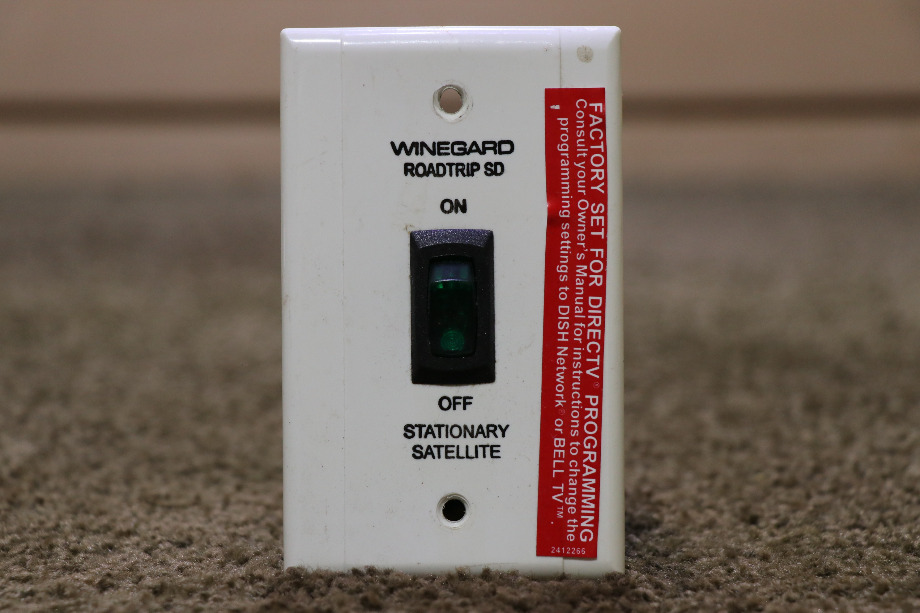 WINEGARD
ROADTRIP SD
ON
OFF
STATIONARY
SATELLITE
FACTORY SET FOR DIRECTV® PROGRAMMING
Consult your Owner's Manual for instructions to change the
programming settings to DISH Network® or BELL TV™.
2412266